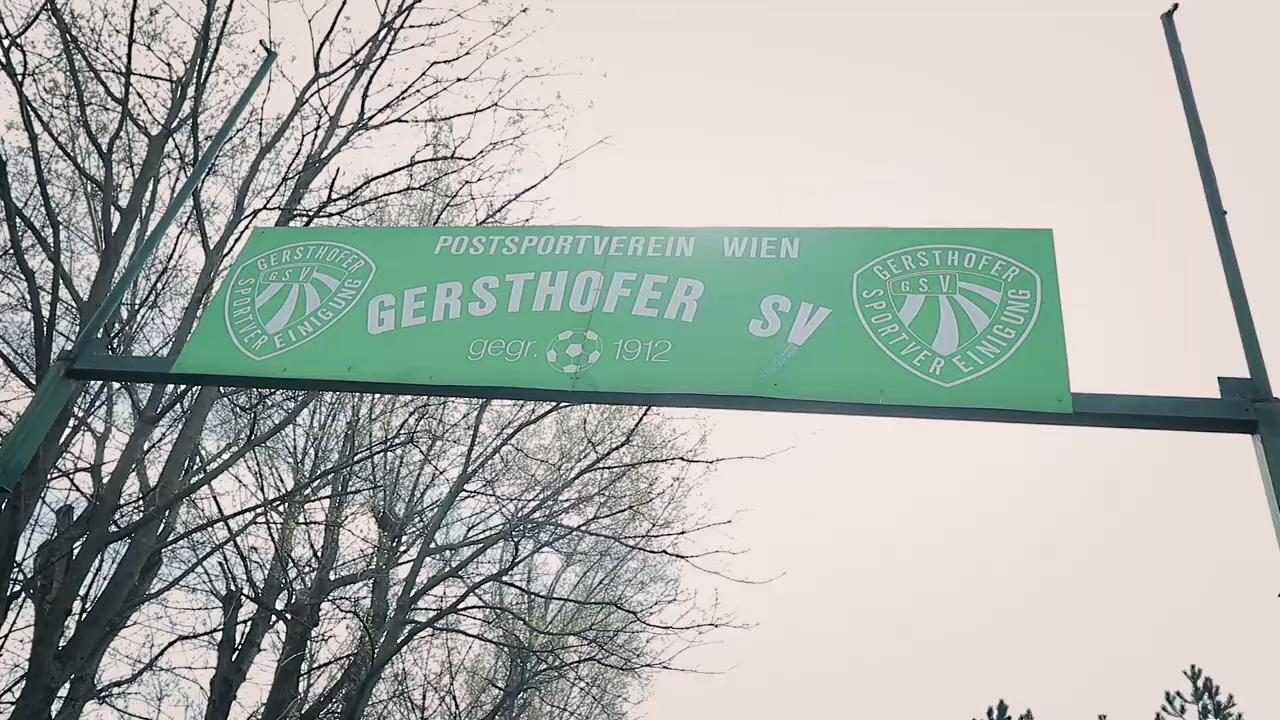 POSTSPORTVEREIN WIEN
GERSTHOFER SV
gegr. 1912
GERSTHOFER
G.S.V.
SPORTVEREINIGUNG
GERSTHOFER
G.S.V.
SPORTVEREINIGUNG